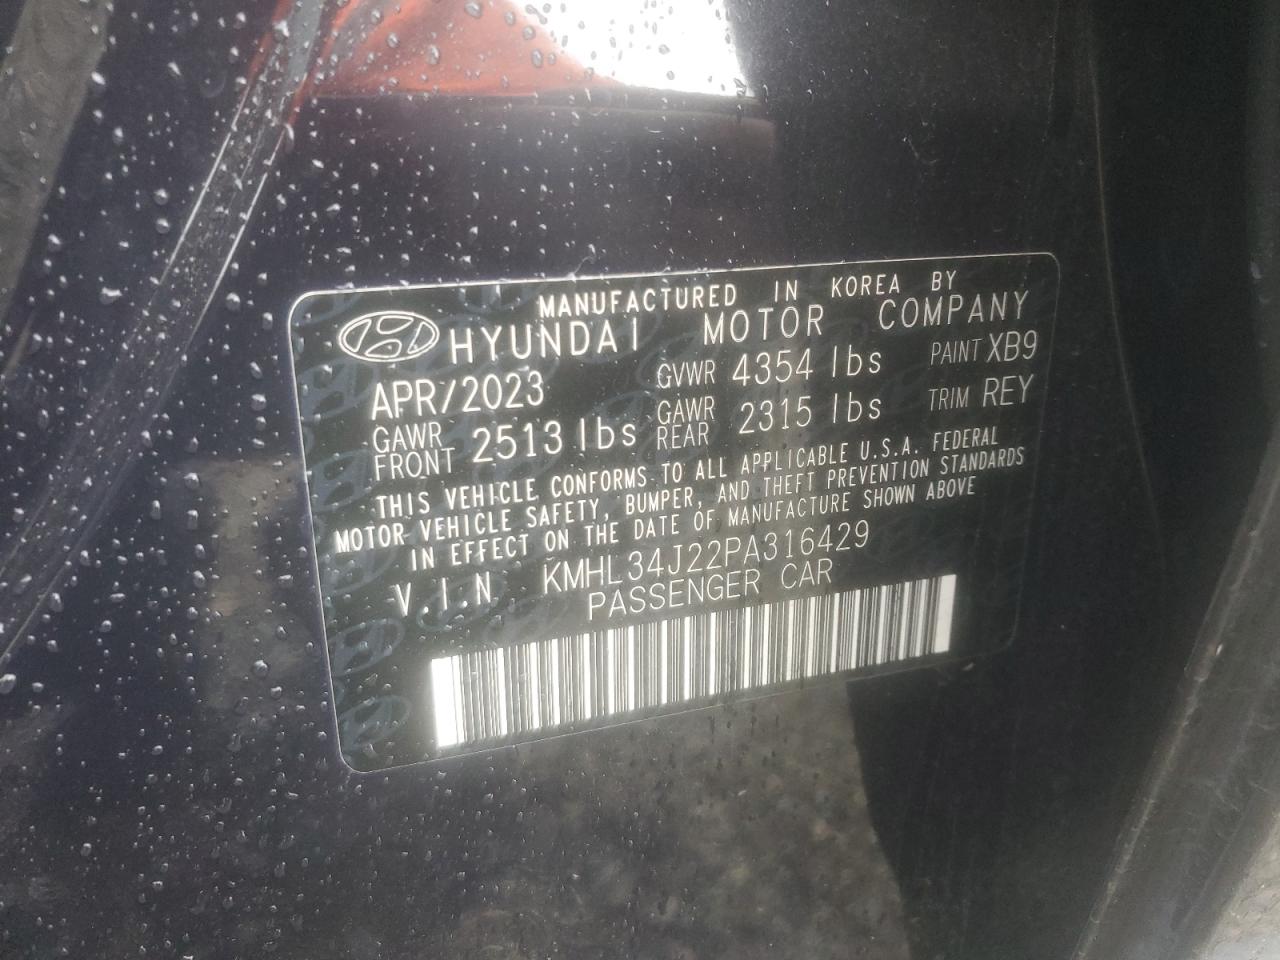 MANUFACTURED IN KOREA BY
HYUNDAI MOTOR COMPANY
APR/2023 GVWR 4354 lbs PAINT XB9
GAWR FRONT 2513 lbs GAWR REAR 2315 lbs TRIM REY
THIS VEHICLE CONFORMS TO ALL APPLICABLE U.S.A. FEDERAL
MOTOR VEHICLE SAFETY, BUMPER, AND THEFT PREVENTION STANDARDS
IN EFFECT ON THE DATE OF MANUFACTURE SHOWN ABOVE
V.I.N KMHL34J22PA316429
PASSENGER CAR